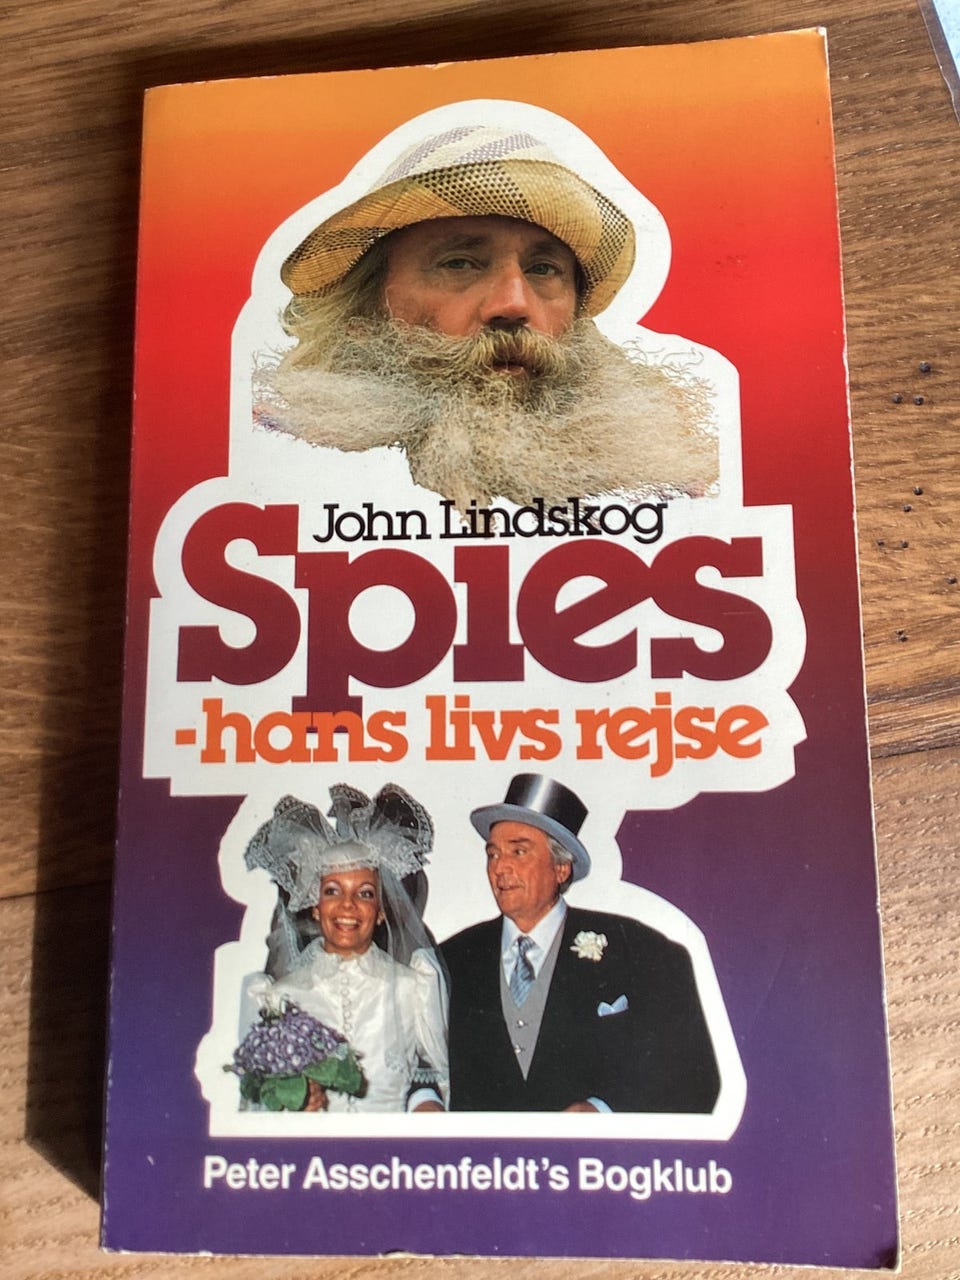 John Lindskog
Spies
-hans livs rejse
Peter Asschenfeldt's Bogklub